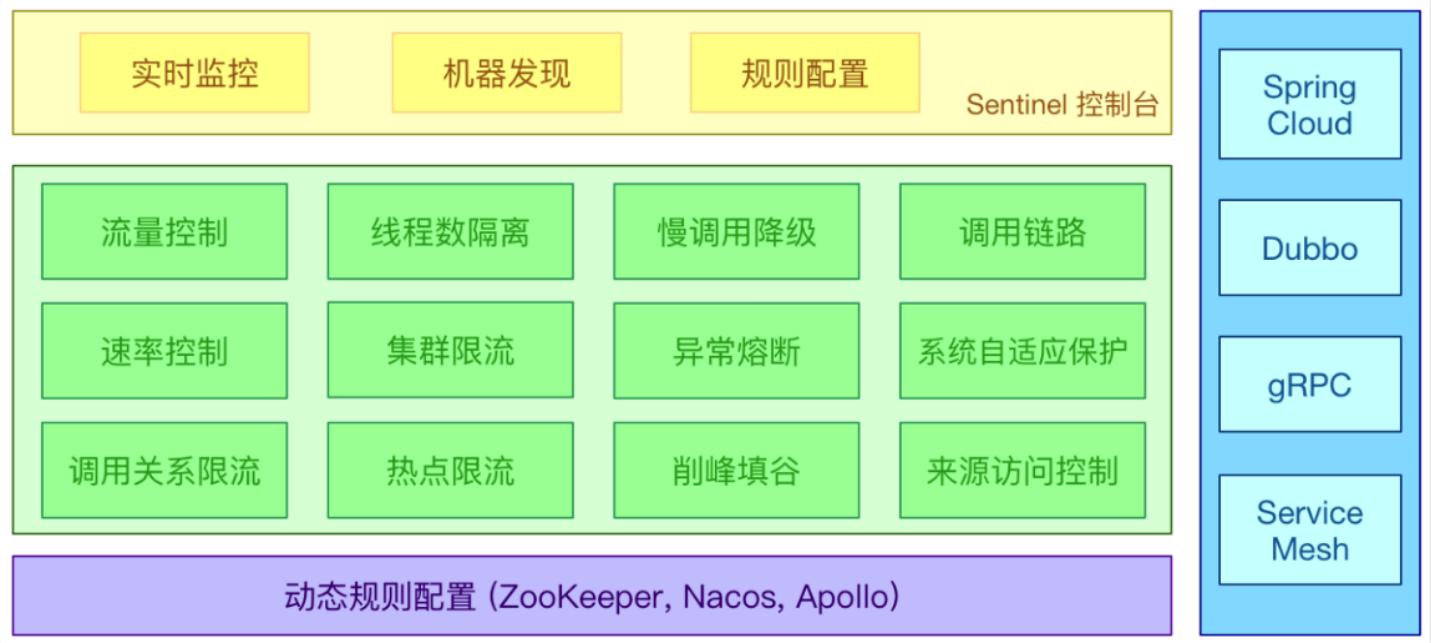 实时监控
机器发现
规则配置
Sentinel 控制台
流量控制
线程数隔离
慢调用降级
调用链路
速率控制
集群限流
异常熔断
系统自适应保护
调用关系限流
热点限流
削峰填谷
来源访问控制
动态规则配置 (ZooKeeper, Nacos, Apollo)
Spring
Cloud
Dubbo
gRPC
Service
Mesh